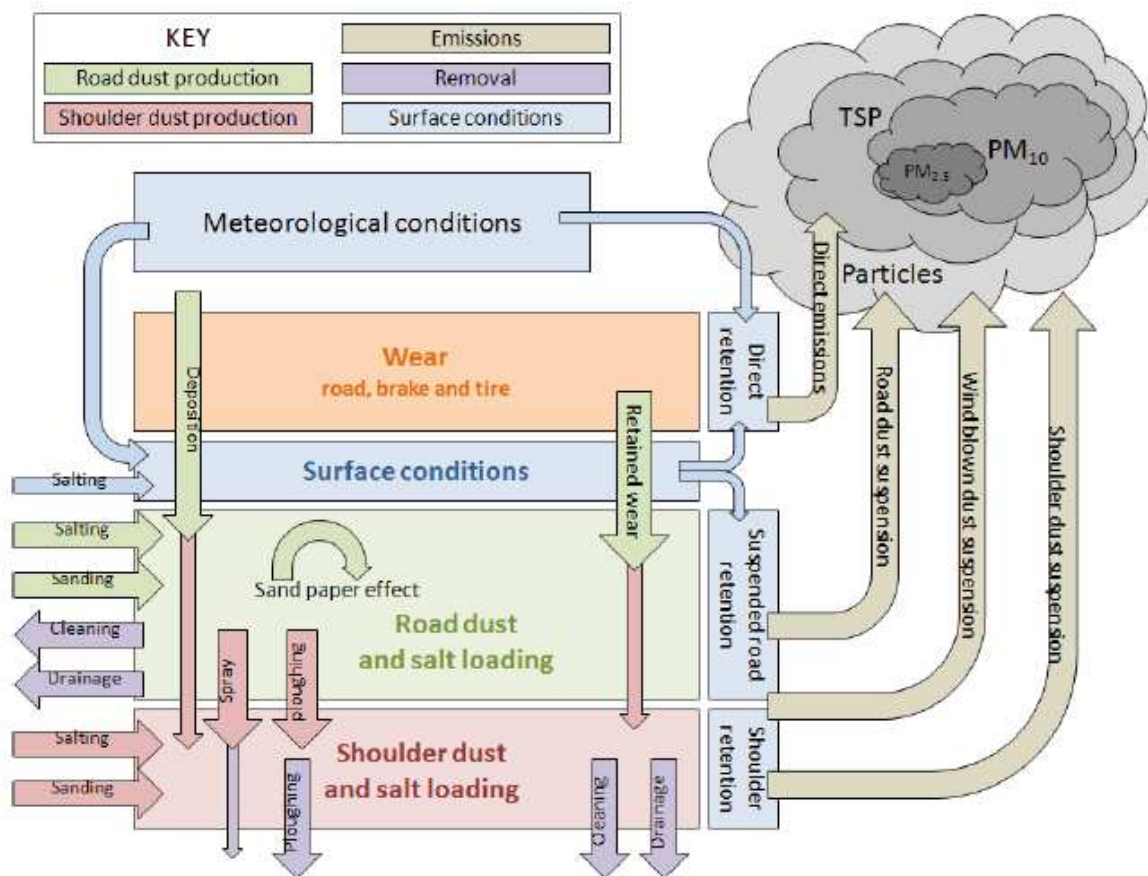 KEY
Emissions
Road dust production
Removal
Shoulder dust production
Surface conditions
TSP
PM10
PM2.5
Particles
Meteorological conditions
Wear
road, brake and tire
Direct
retention
Direct emissions
Deposition
Retained wear
Surface conditions
Salting
Salting
Sanding
Cleaning
Drainage
Sand paper effect
Road dust
and salt loading
Suspended road
retention
Road dust suspension
Wind blown dust suspension
Shoulder dust suspension
Spray
ploughing
Salting
Sanding
Shoulder dust
and salt loading
Shoulder
retention
Ploughing
Cleaning
Drainage